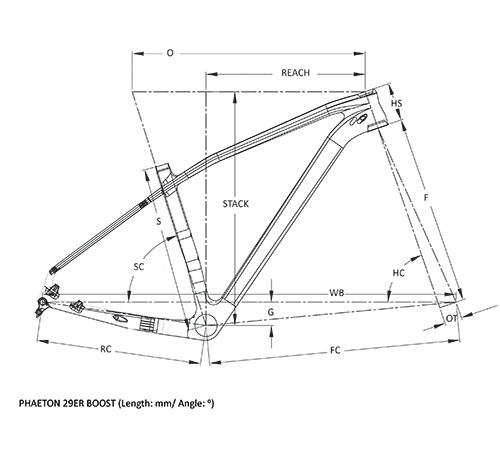 O
REACH
HS
S
STACK
F
SC
HC
WB
G
OT
RC
FC
PHAETON 29ER BOOST (Length: mm/ Angle: º)